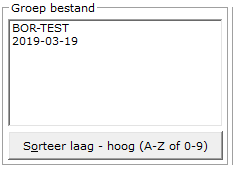 Groep bestand
BOR-TEST
2019-03-19
Sorteer laag - hoog (A-Z of 0-9)